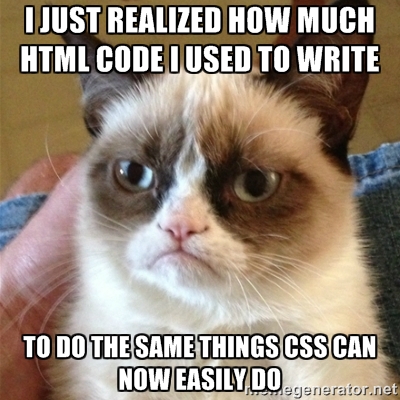 I JUST REALIZED HOW MUCH
HTML CODE I USED TO WRITE
TO DO THE SAME THINGS CSS CAN
NOW EASILY DO
memegenerator.net